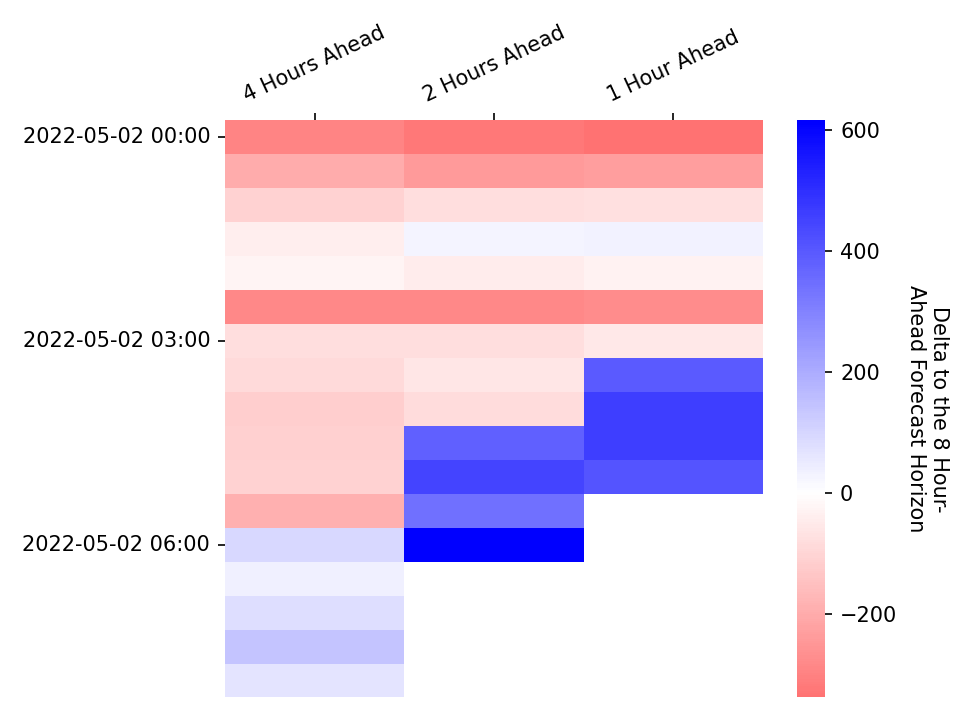 4 Hours Ahead
2 Hours Ahead
1 Hour Ahead
2022-05-02 00:00
2022-05-02 03:00
2022-05-02 06:00
600
400
200
0
−200
Delta to the 8 Hour-
Ahead Forecast Horizon